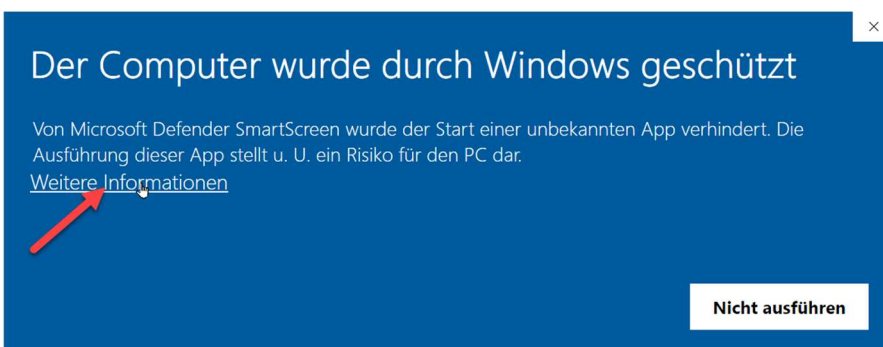 Der Computer wurde durch Windows geschützt
Von Microsoft Defender SmartScreen wurde der Start einer unbekannten App verhindert. Die
Ausführung dieser App stellt u. U. ein Risiko für den PC dar.
Weitere Informationen
Nicht ausführen